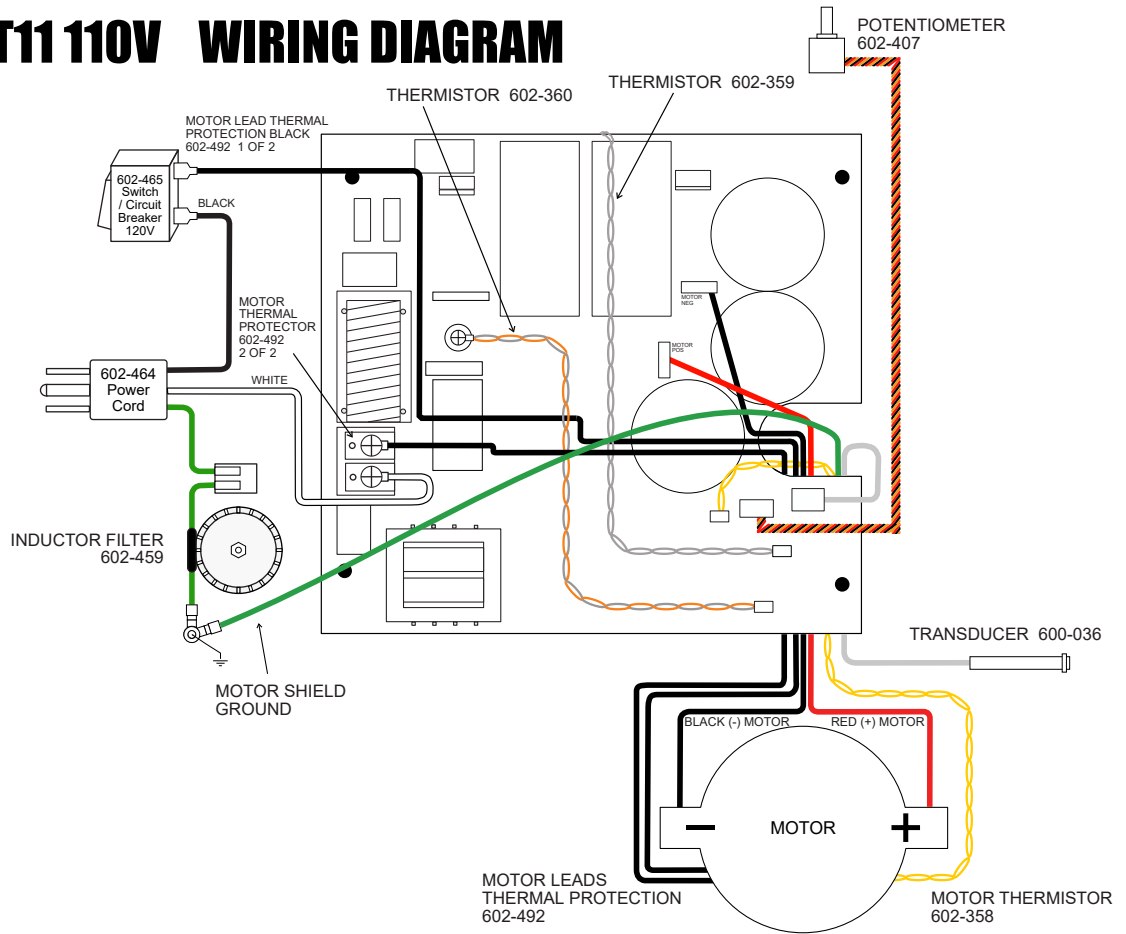 T11 110V WIRING DIAGRAM
POTENTIOMETER
602-407
THERMISTOR 602-360
THERMISTOR 602-359
MOTOR LEAD THERMAL
PROTECTION BLACK
602-492 1 OF 2
602-465
Switch
/ Circuit
Breaker
120V
BLACK
MOTOR
THERMAL
PROTECTOR
602-492
2 OF 2
MOTOR
NEG
MOTOR
POS
602-464
Power
Cord
WHITE
INDUCTOR FILTER
602-459
MOTOR SHIELD
GROUND
TRANSDUCER 600-036
BLACK (-) MOTOR
RED (+) MOTOR
− MOTOR +
MOTOR LEADS
THERMAL PROTECTION
602-492
MOTOR THERMISTOR
602-358